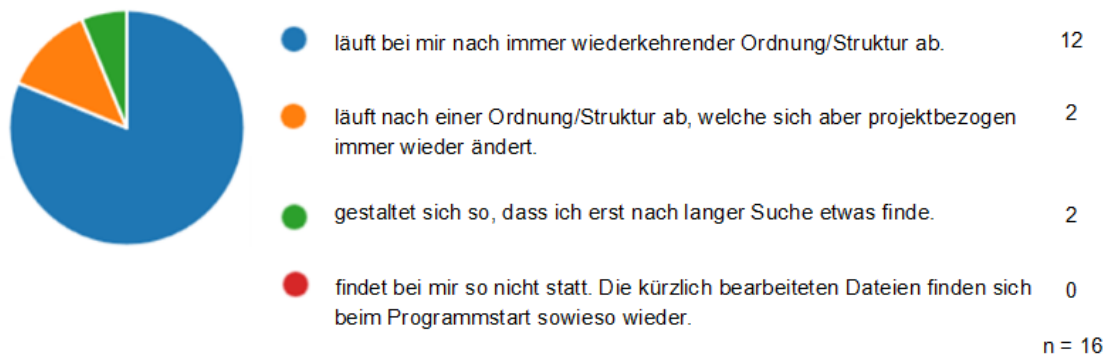 läuft bei mir nach immer wiederkehrender Ordnung/Struktur ab. 12
läuft nach einer Ordnung/Struktur ab, welche sich aber projektbezogen 2
immer wieder ändert.
gestaltet sich so, dass ich erst nach langer Suche etwas finde. 2
findet bei mir so nicht statt. Die kürzlich bearbeiteten Dateien finden sich 0
beim Programmstart sowieso wieder.
n = 16